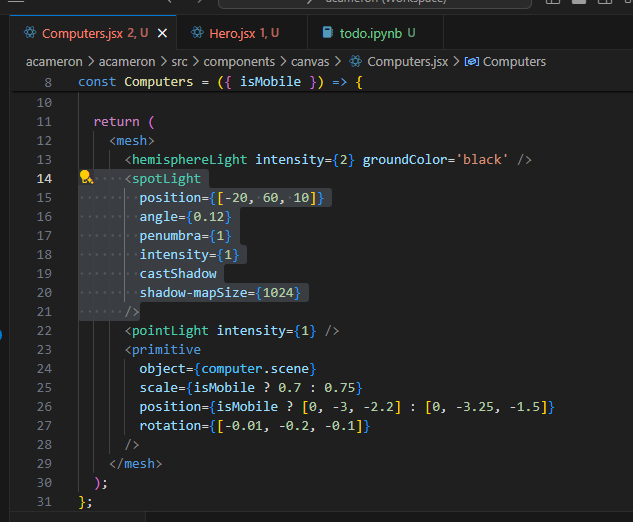 acameron (Workspace)
Computers.jsx 2, U
Hero.jsx 1, U
todo.ipynb U
acameron > acameron > src > components > canvas > Computers.jsx > Computers
8 const Computers = ({ isMobile }) => {
10
11 return (
12 <mesh>
13 <hemisphereLight intensity={2} groundColor='black' />
14 <spotLight
15 position={[-20, 60, 10]}
16 angle={0.12}
17 penumbra={1}
18 intensity={1}
19 castShadow
20 shadow-mapSize={1024}
21 />
22 <pointLight intensity={1} />
23 <primitive
24 object={computer.scene}
25 scale={isMobile ? 0.7 : 0.75}
26 position={isMobile ? [0, -3, -2.2] : [0, -3.25, -1.5]}
27 rotation={[-0.01, -0.2, -0.1]}
28 />
29 </mesh>
30 );
31 };